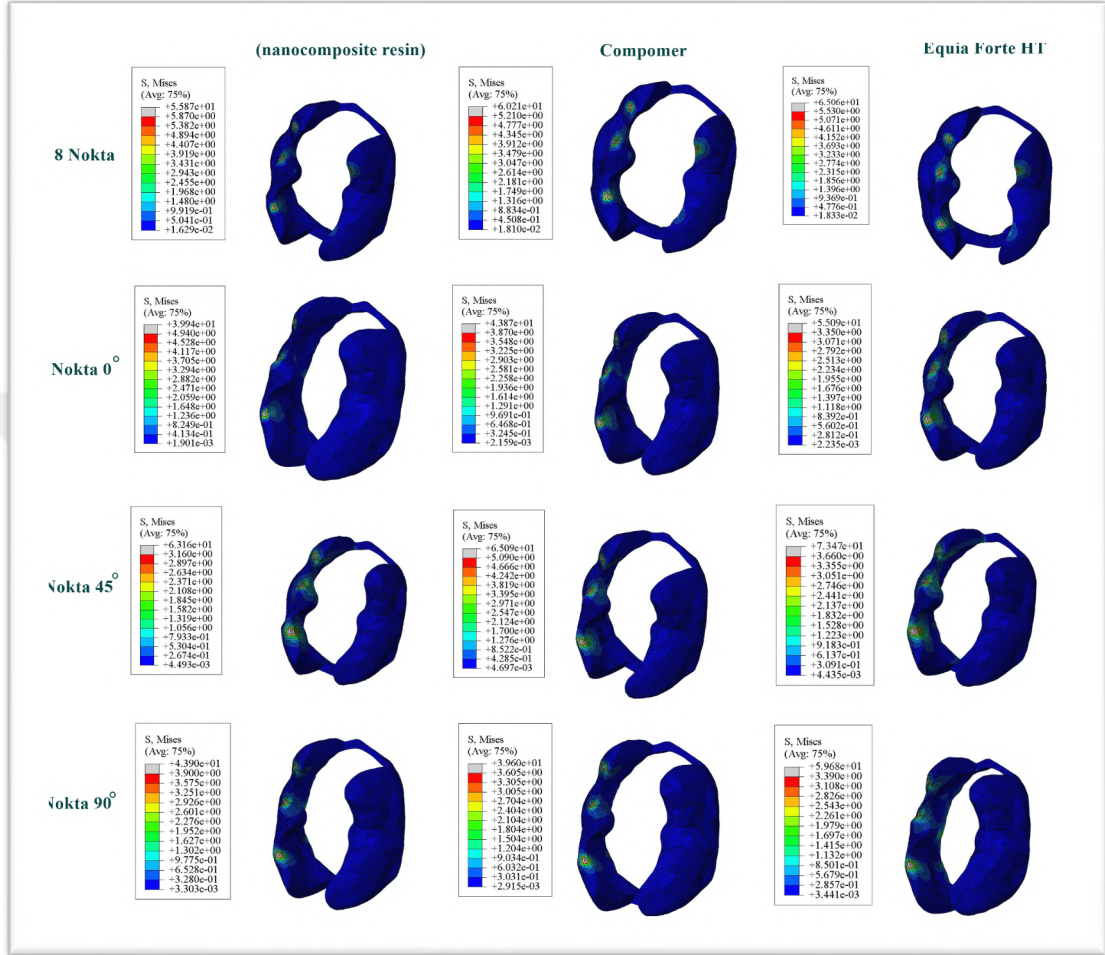 (nanocomposite resin)
Compomer
Equia Forte HT
8 Nokta
S, Mises
(Avg: 75%)
+5.587e+01
+5.870e+00
+5.382e+00
+4.894e+00
+4.407e+00
+3.919e+00
+3.431e+00
+2.943e+00
+2.455e+00
+1.968e+00
+1.480e+00
+9.919e-01
+5.041e-01
+1.629e-02
S, Mises
(Avg: 75%)
+6.021e+01
+5.210e+00
+4.777e+00
+4.345e+00
+3.912e+00
+3.479e+00
+3.047e+00
+2.614e+00
+2.181e+00
+1.749e+00
+1.316e+00
+8.834e-01
+4.508e-01
+1.810e-02
S, Mises
(Avg: 75%)
+6.506e+01
+5.530e+00
+5.071e+00
+4.611e+00
+4.152e+00
+3.693e+00
+3.233e+00
+2.774e+00
+2.315e+00
+1.856e+00
+1.396e+00
+9.369e-01
+4.776e-01
+1.833e-02
Nokta 0°
S, Mises
(Avg: 75%)
+3.994e+01
+4.940e+00
+4.528e+00
+4.117e+00
+3.705e+00
+3.294e+00
+2.882e+00
+2.471e+00
+2.059e+00
+1.648e+00
+1.236e+00
+8.249e-01
+4.134e-01
+1.901e-03
S, Mises
(Avg: 75%)
+4.387e+01
+3.870e+00
+3.548e+00
+3.225e+00
+2.903e+00
+2.581e+00
+2.258e+00
+1.936e+00
+1.614e+00
+1.291e+00
+9.691e-01
+6.468e-01
+3.245e-01
+2.159e-03
S, Mises
(Avg: 75%)
+5.509e+01
+3.350e+00
+3.071e+00
+2.792e+00
+2.513e+00
+2.234e+00
+1.955e+00
+1.676e+00
+1.397e+00
+1.118e+00
+8.392e-01
+5.602e-01
+2.812e-01
+2.235e-03
Nokta 45°
S, Mises
(Avg: 75%)
+6.316e+01
+3.160e+00
+2.897e+00
+2.634e+00
+2.371e+00
+2.108e+00
+1.845e+00
+1.582e+00
+1.319e+00
+1.056e+00
+7.933e-01
+5.304e-01
+2.674e-01
+4.493e-03
S, Mises
(Avg: 75%)
+6.509e+01
+5.090e+00
+4.666e+00
+4.242e+00
+3.819e+00
+3.395e+00
+2.971e+00
+2.547e+00
+2.124e+00
+1.700e+00
+1.276e+00
+8.522e-01
+4.285e-01
+4.697e-03
S, Mises
(Avg: 75%)
+7.347e+01
+3.660e+00
+3.355e+00
+3.051e+00
+2.746e+00
+2.441e+00
+2.137e+00
+1.832e+00
+1.528e+00
+1.223e+00
+9.183e-01
+6.137e-01
+3.091e-01
+4.435e-03
Nokta 90°
S, Mises
(Avg: 75%)
+4.390e+01
+3.900e+00
+3.575e+00
+3.251e+00
+2.926e+00
+2.601e+00
+2.276e+00
+1.952e+00
+1.627e+00
+1.302e+00
+9.775e-01
+6.528e-01
+3.280e-01
+3.303e-03
S, Mises
(Avg: 75%)
+3.960e+01
+3.605e+00
+3.305e+00
+3.005e+00
+2.704e+00
+2.404e+00
+2.104e+00
+1.804e+00
+1.504e+00
+1.204e+00
+9.034e-01
+6.032e-01
+3.031e-01
+2.915e-03
S, Mises
(Avg: 75%)
+5.968e+01
+3.390e+00
+3.108e+00
+2.826e+00
+2.543e+00
+2.261e+00
+1.979e+00
+1.697e+00
+1.415e+00
+1.132e+00
+8.501e-01
+5.679e-01
+2.857e-01
+3.441e-03